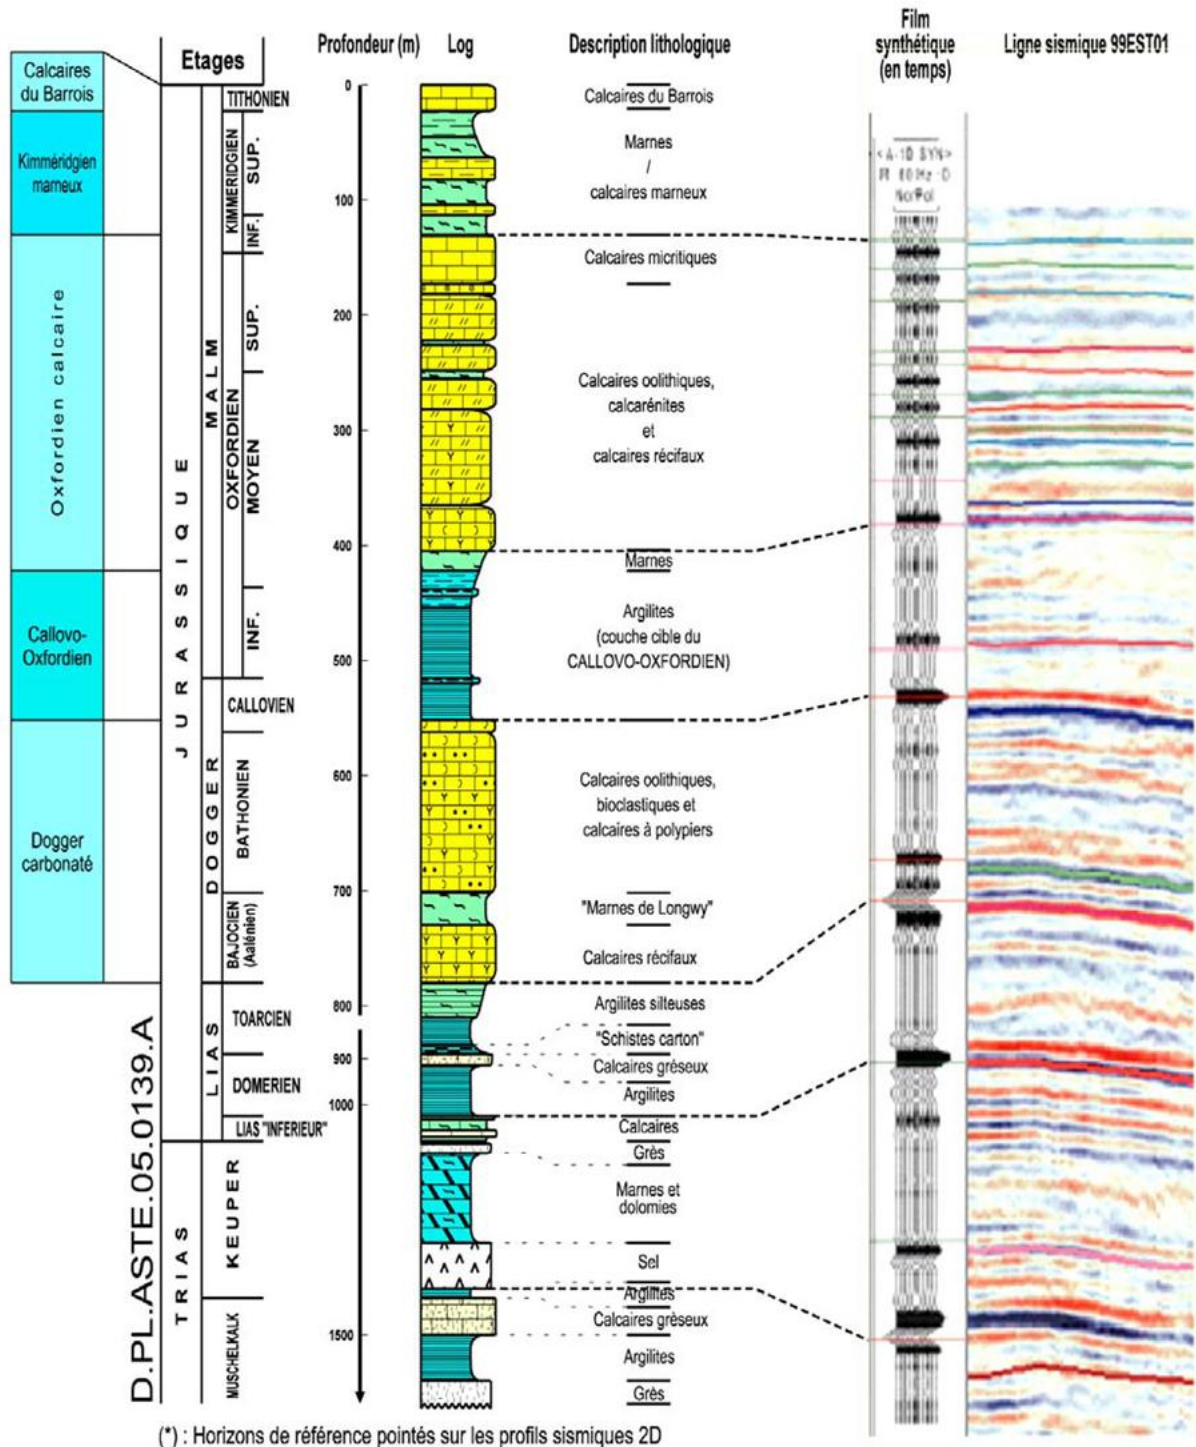 Film
synthétique
(en temps)
Ligne sismique 99EST01
Profondeur (m)
Log
Description lithologique
Etages
Calcaires
du Barrois
Kimméridgien
marneux
Oxfordien calcaire
Callovo-
Oxfordien
Dogger
carbonaté
D.PL.ASTE.05.0139.A
JURASSIQUE
TRIAS
MALM
DOGGER
LIAS
KEUPER
MUSCHELKALK
TITHONIEN
KIMMERIDGIEN
SUP.
INF.
OXFORDIEN
SUP.
MOYEN
INF.
CALLOVIEN
BATHONIEN
BAJOCIEN
(Aalénien)
TOARCIEN
DOMERIEN
LIAS "INFERIEUR"
0
100
200
300
400
500
600
700
800
900
1000
1500
Calcaires du Barrois
Marnes
/
calcaires marneux
Calcaires micritiques
Calcaires oolithiques,
calcarénites
et
calcaires récifaux
Marnes
Argilites
(couche cible du
CALLOVO-OXFORDIEN)
Calcaires oolithiques,
bioclastiques et
calcaires à polypiers
"Marnes de Longwy"
Calcaires récifaux
Argilites silteuses
"Schistes carton"
Calcaires gréseux
Argilites
Calcaires
Grès
Marnes et
dolomies
Sel
Argilites
Calcaires gréseux
Argilites
Grès
<A-1D SYN>
60 Hz
(*) : Horizons de référence pointés sur les profils sismiques 2D